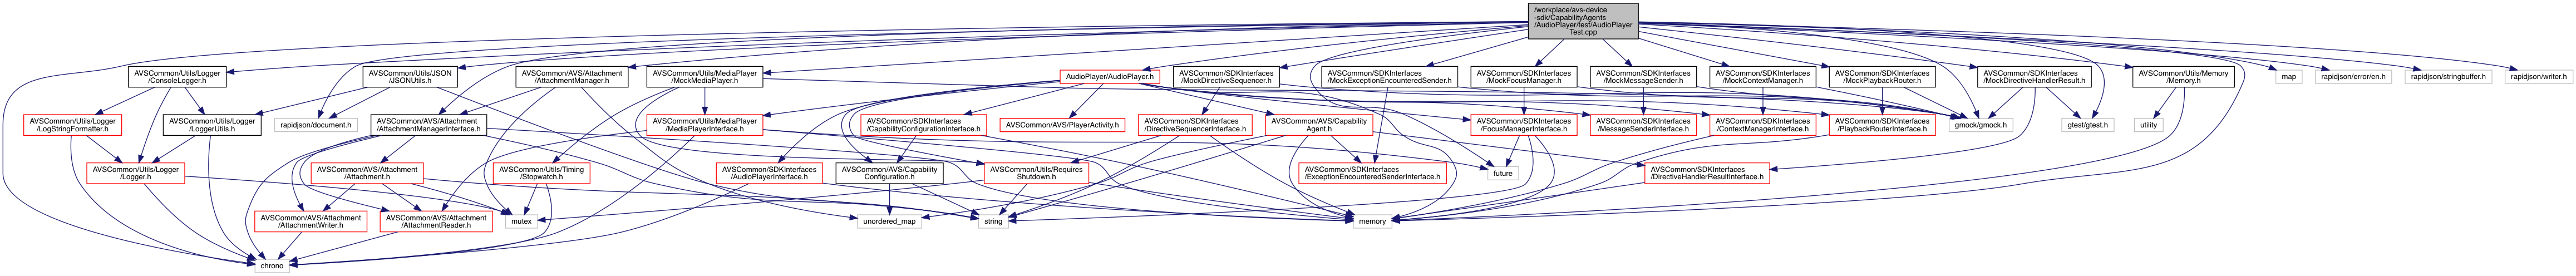 /workplace/avs-device
-sdk/CapabilityAgents
/AudioPlayer/test/AudioPlayer
Test.cpp
AVSCommon/Utils/Logger
/ConsoleLogger.h
AVSCommon/Utils/JSON
/JSONUtils.h
AVSCommon/AVS/Attachment
/AttachmentManager.h
AVSCommon/Utils/MediaPlayer
/MockMediaPlayer.h
AudioPlayer/AudioPlayer.h
AVSCommon/SDKInterfaces
/MockDirectiveSequencer.h
AVSCommon/SDKInterfaces
/MockExceptionEncounteredSender.h
AVSCommon/SDKInterfaces
/MockFocusManager.h
AVSCommon/SDKInterfaces
/MockMessageSender.h
AVSCommon/SDKInterfaces
/MockContextManager.h
AVSCommon/SDKInterfaces
/MockPlaybackRouter.h
AVSCommon/SDKInterfaces
/MockDirectiveHandlerResult.h
AVSCommon/Utils/Memory
/Memory.h
map
rapidjson/error/en.h
rapidjson/stringbuffer.h
rapidjson/writer.h
AVSCommon/Utils/Logger
/LogStringFormatter.h
AVSCommon/Utils/Logger
/LoggerUtils.h
rapidjson/document.h
AVSCommon/AVS/Attachment
/AttachmentManagerInterface.h
AVSCommon/Utils/MediaPlayer
/MediaPlayerInterface.h
AVSCommon/SDKInterfaces
/CapabilityConfigurationInterface.h
AVSCommon/AVS/PlayerActivity.h
AVSCommon/SDKInterfaces
/DirectiveSequencerInterface.h
AVSCommon/AVS/Capability
Agent.h
AVSCommon/SDKInterfaces
/FocusManagerInterface.h
AVSCommon/SDKInterfaces
/MessageSenderInterface.h
AVSCommon/SDKInterfaces
/ContextManagerInterface.h
AVSCommon/SDKInterfaces
/PlaybackRouterInterface.h
gmock/gmock.h
gtest/gtest.h
utility
AVSCommon/Utils/Logger
/Logger.h
AVSCommon/AVS/Attachment
/Attachment.h
AVSCommon/Utils/Timing
/Stopwatch.h
AVSCommon/SDKInterfaces
/AudioPlayerInterface.h
AVSCommon/AVS/Capability
Configuration.h
AVSCommon/Utils/Requires
Shutdown.h
AVSCommon/SDKInterfaces
/ExceptionEncounteredSenderInterface.h
future
AVSCommon/SDKInterfaces
/DirectiveHandlerResultInterface.h
AVSCommon/AVS/Attachment
/AttachmentWriter.h
AVSCommon/AVS/Attachment
/AttachmentReader.h
mutex
unordered_map
string
memory
chrono